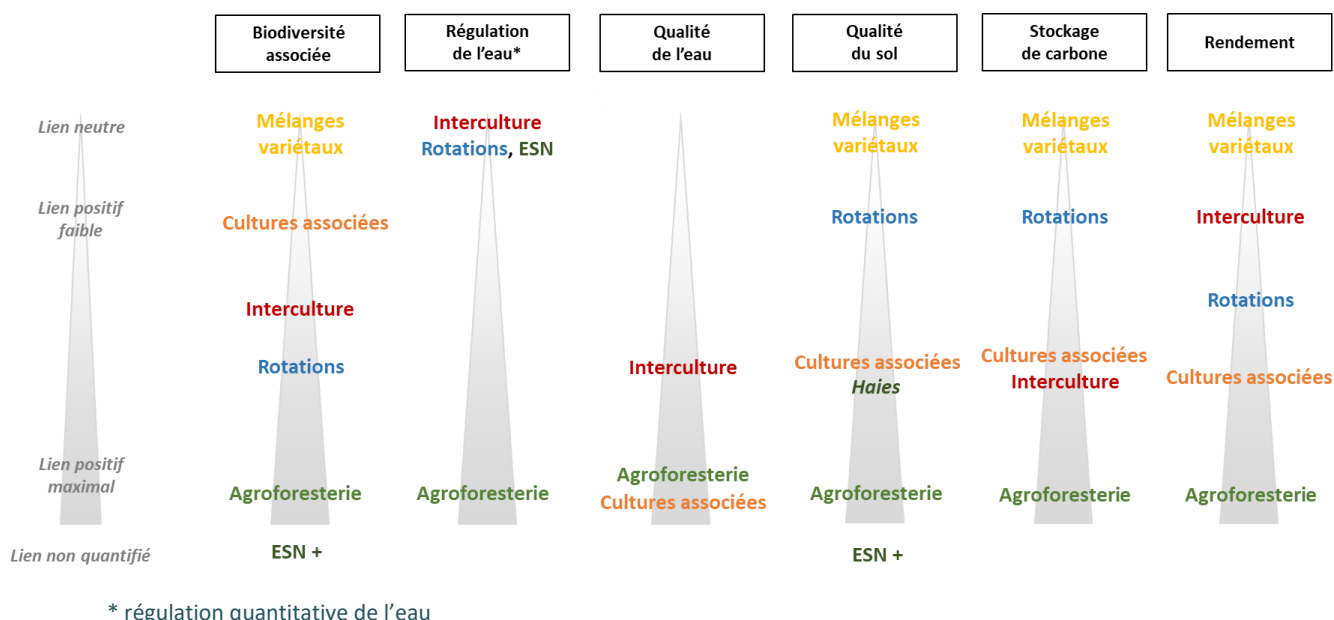 Biodiversité
associée
Régulation
de l'eau*
Qualité
de l'eau
Qualité
du sol
Stockage
de carbone
Rendement
Lien neutre
Mélanges
variétaux
Interculture
Rotations, ESN
Mélanges
variétaux
Mélanges
variétaux
Mélanges
variétaux
Lien positif
faible
Cultures associées
Rotations
Rotations
Interculture
Interculture
Rotations
Rotations
Interculture
Cultures associées
Haies
Cultures associées
Interculture
Cultures associées
Lien positif
maximal
Agroforesterie
Agroforesterie
Agroforesterie
Cultures associées
Agroforesterie
Agroforesterie
Agroforesterie
Lien non quantifié
ESN +
ESN +
* régulation quantitative de l'eau